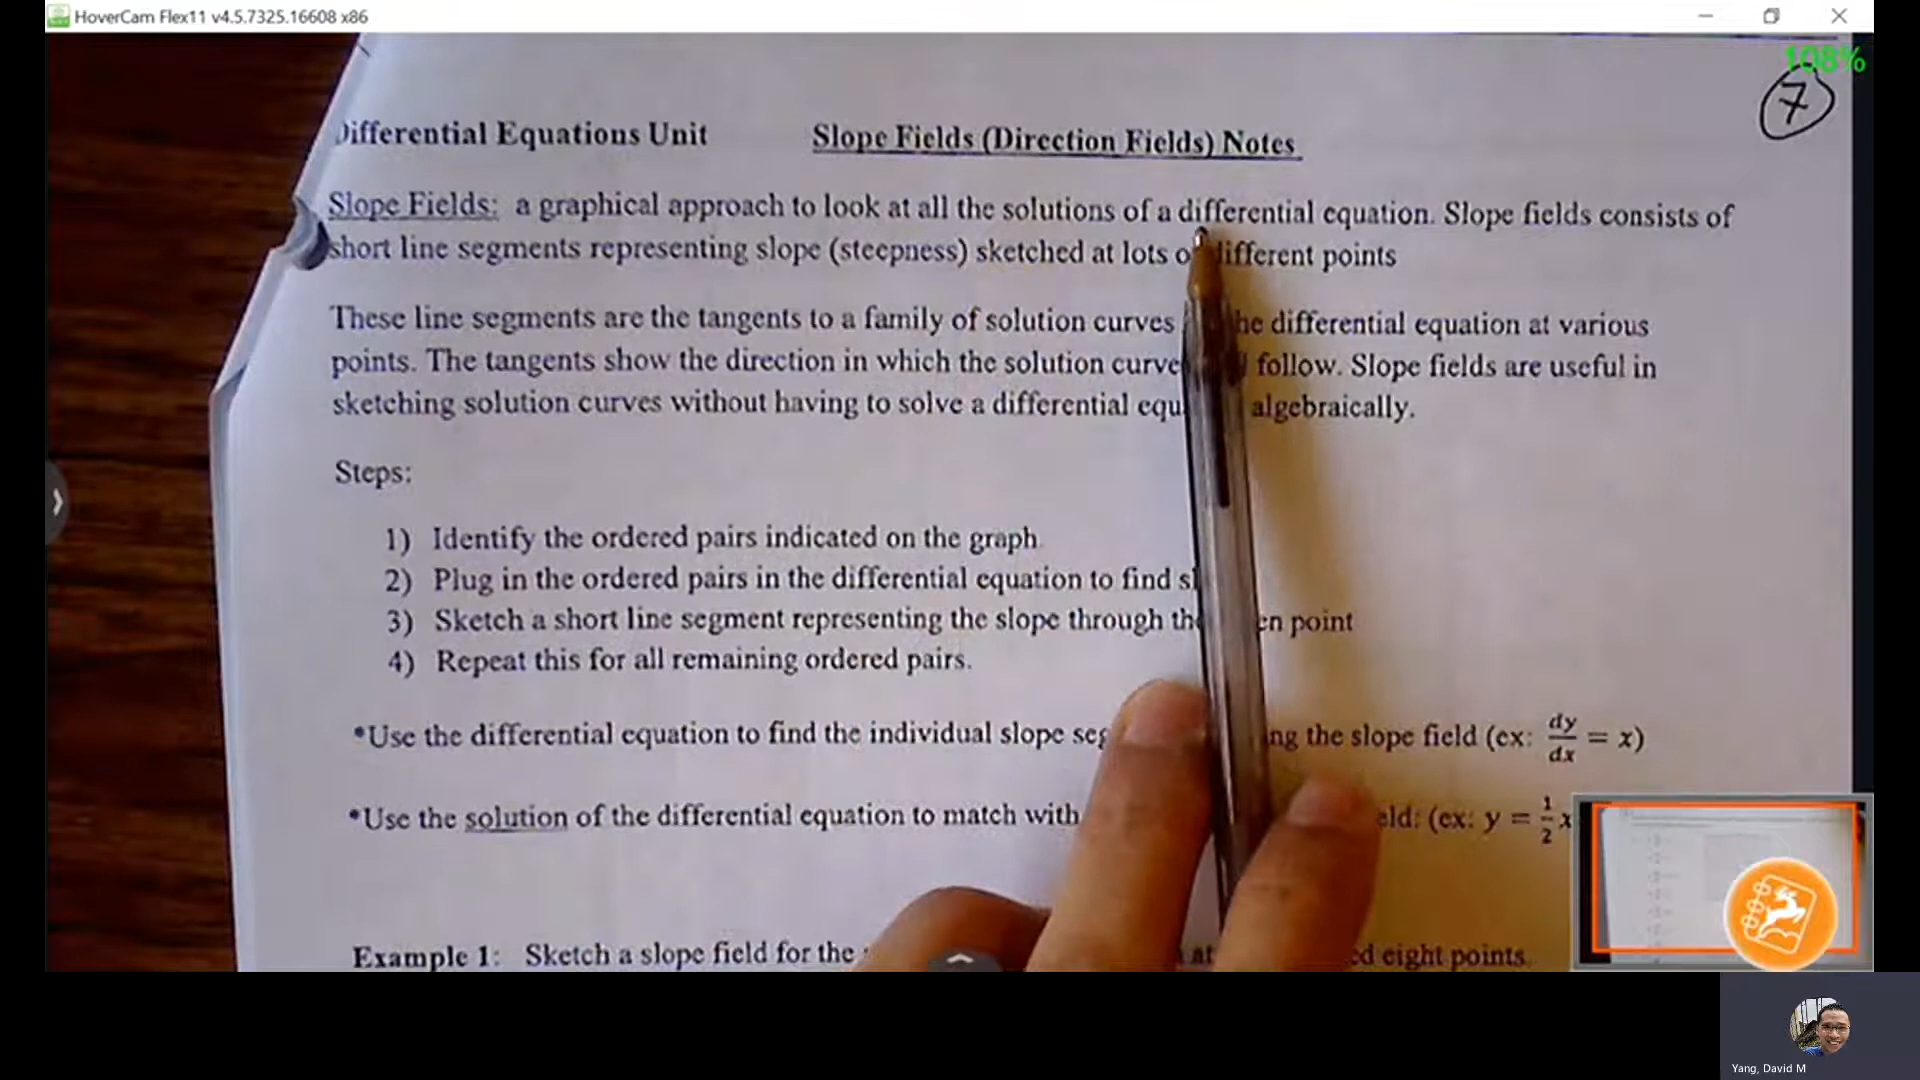 HoverCam Flex11 v4.5.7325.16608 x86
108%
7
Differential Equations Unit Slope Fields (Direction Fields) Notes
Slope Fields: a graphical approach to look at all the solutions of a differential equation. Slope fields consists of
short line segments representing slope (steepness) sketched at lots different points
These line segments are the tangents to a family of solution curves the differential equation at various
points. The tangents show the direction in which the solution curve follow. Slope fields are useful in
sketching solution curves without having to solve a differential algebraically.
Steps:
1) Identify the ordered pairs indicated on the graph
2) Plug in the ordered pairs in the differential equation to find
3) Sketch a short line segment representing the slope through point
4) Repeat this for all remaining ordered pairs.
*Use the differential equation to find the individual slope the slope field (ex: dy/dx = x)
*Use the solution of the differential equation to match with (ex: y = 1/2 x
Example 1: Sketch a slope field for the eight points.
Yang, David M